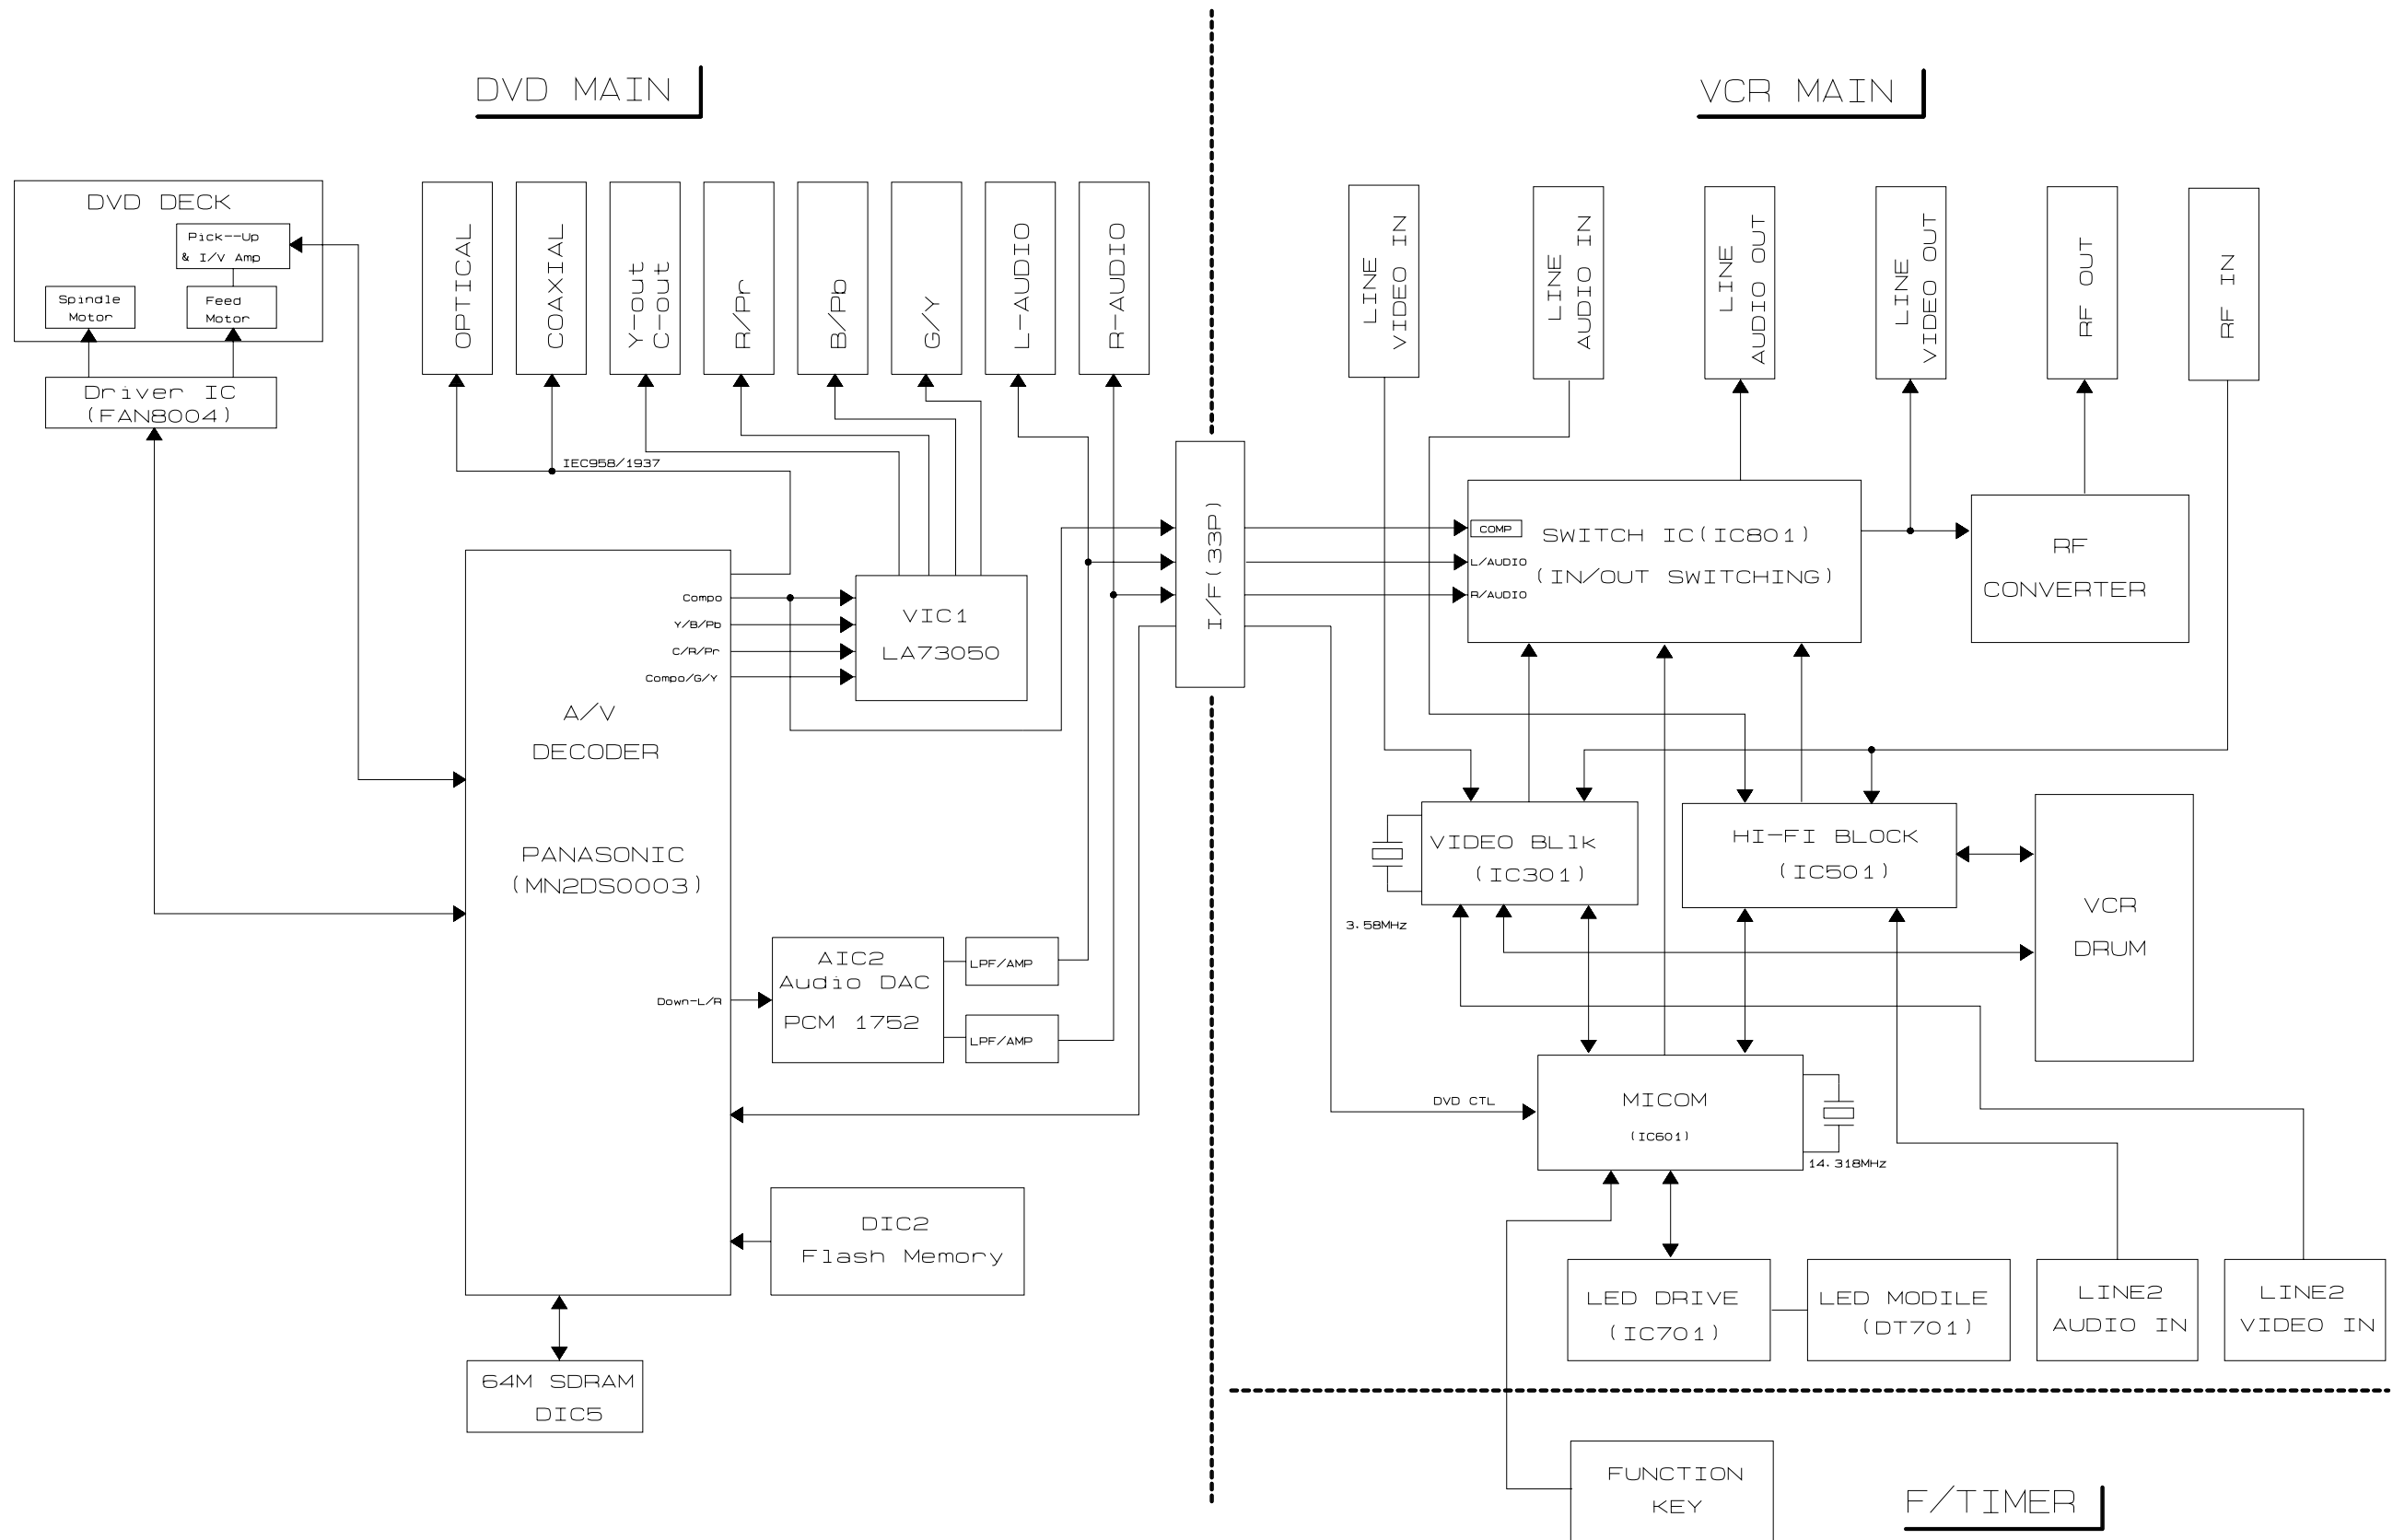 DVD MAIN
VCR MAIN
DVD DECK
Pick--Up
& I/V Amp
Spindle
Motor
Feed
Motor
Driver IC
(FAN8004)
OPTICAL
COAXIAL
Y-out
C-out
R/Pr
B/Pb
G/Y
L-AUDIO
R-AUDIO
IEC958/1937
Compo
Y/B/Pb
C/R/Pr
Compo/G/Y
VIC1
LA73050
A/V
DECODER
PANASONIC
(MN2DS0003)
Down-L/R
AIC2
Audio DAC
PCM 1752
LPF/AMP
LPF/AMP
DIC2
Flash Memory
64M SDRAM
DIC5
I/F(33P)
LINE
VIDEO IN
LINE
AUDIO IN
LINE
AUDIO OUT
LINE
VIDEO OUT
RF OUT
RF IN
COMP
L/AUDIO
R/AUDIO
SWITCH IC(IC801)
(IN/OUT SWITCHING)
RF
CONVERTER
VIDEO BLlk
(IC301)
3.58MHz
HI-FI BLOCK
(IC501)
VCR
DRUM
DVD CTL
MICOM
(IC601)
14.318MHz
LED DRIVE
(IC701)
LED MODILE
(DT701)
LINE2
AUDIO IN
LINE2
VIDEO IN
FUNCTION
KEY
F/TIMER